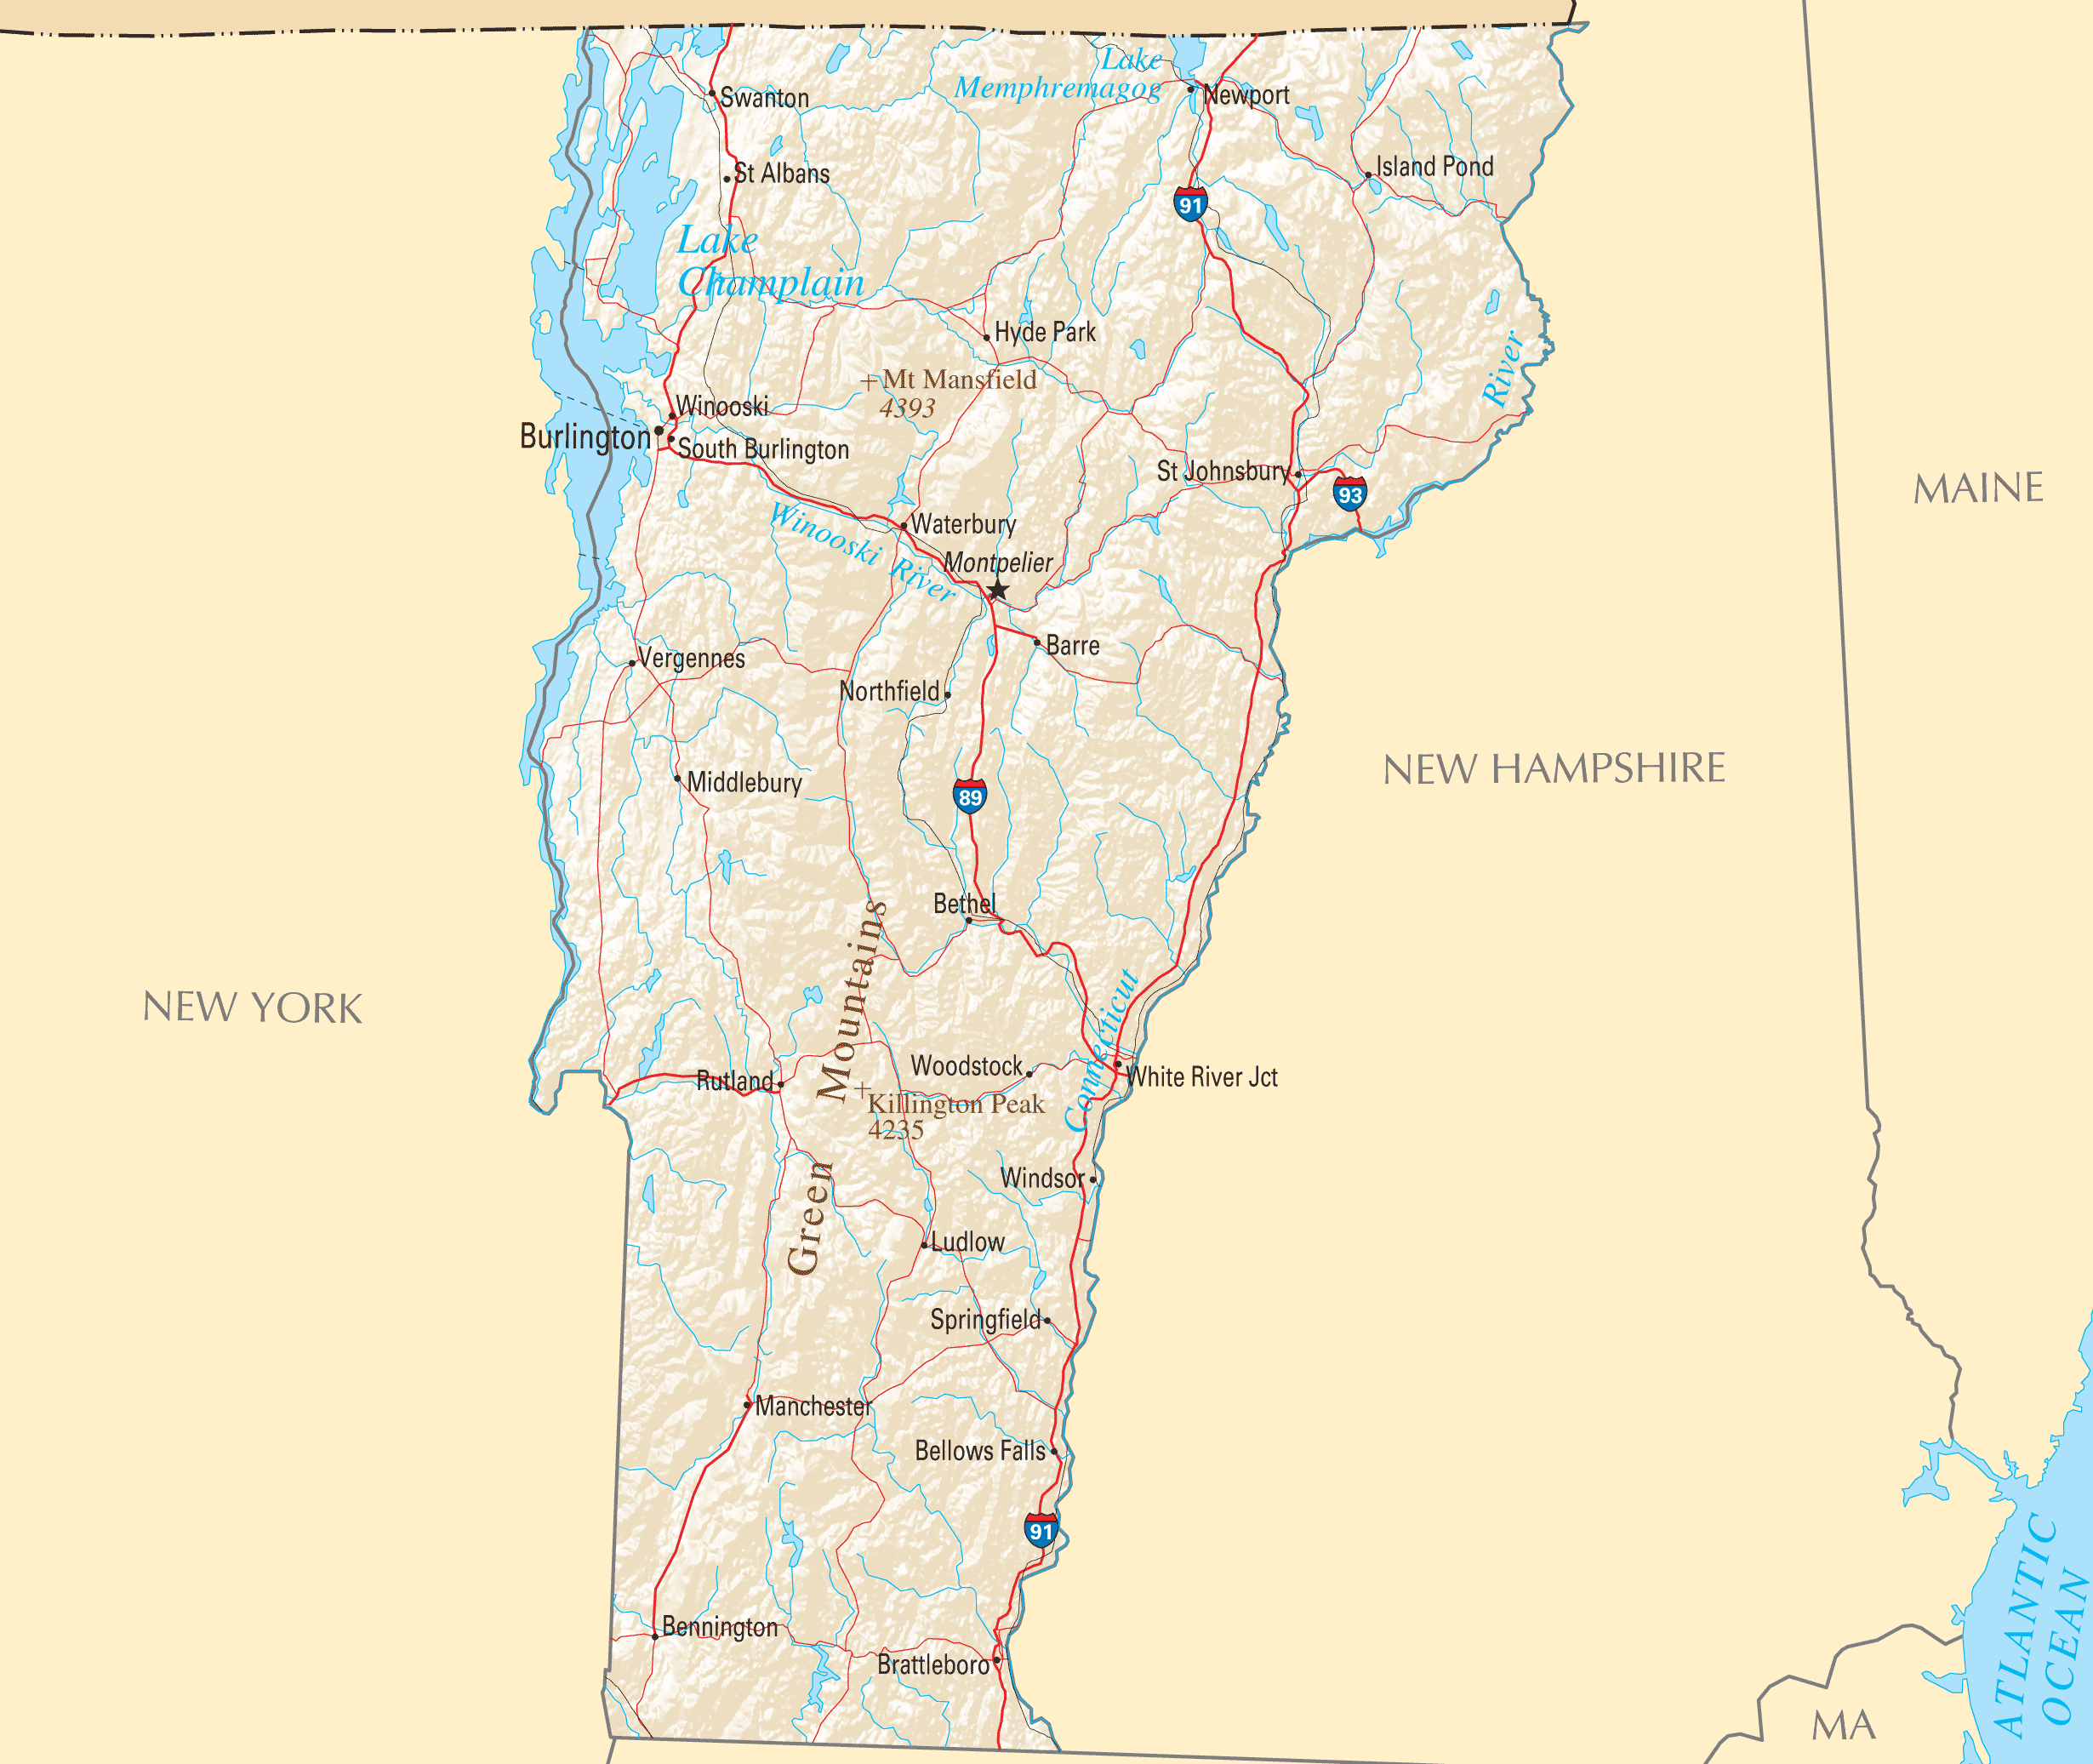 Lake
Memphremagog
Swanton
Newport
St Albans
Island Pond
91
Lake
Champlain
Hyde Park
River
Mt Mansfield
4393
Winooski
Burlington
South Burlington
St Johnsbury
93
MAINE
Waterbury
Winooski River
Montpelier
Barre
Vergennes
Northfield
NEW HAMPSHIRE
Middlebury
89
Bethel
NEW YORK
Green Mountains
Connecticut
Woodstock
White River Jct
Rutland
Killington Peak
4235
Windsor
Ludlow
Springfield
Manchester
Bellows Falls
91
Bennington
Brattleboro
ATLANTIC
OCEAN
MA